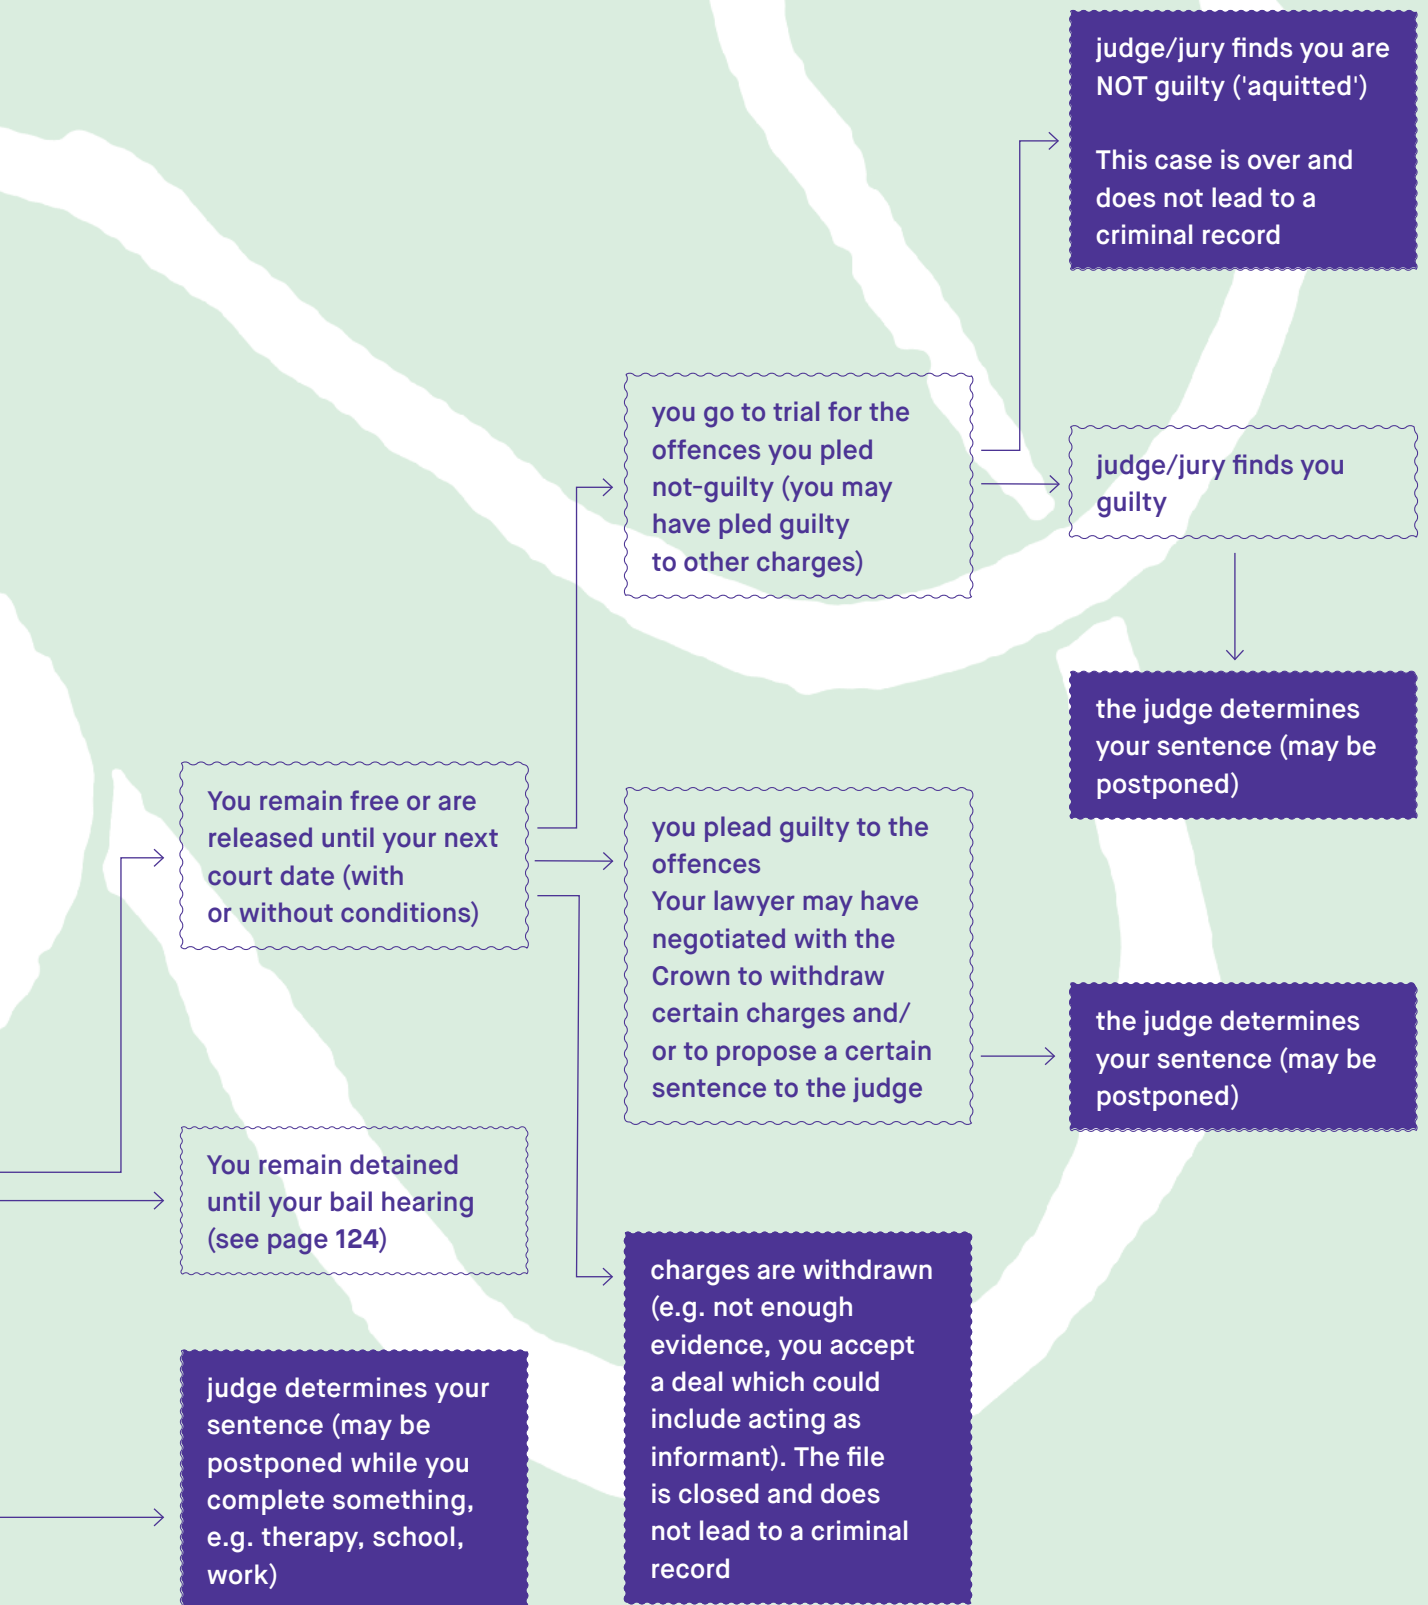 judge/jury finds you are
NOT guilty ('aquitted')
This case is over and
does not lead to a
criminal record
you go to trial for the
offences you pled
not-guilty (you may
have pled guilty
to other charges)
judge/jury finds you
guilty
the judge determines
your sentence (may be
postponed)
You remain free or are
released until your next
court date (with
or without conditions)
you plead guilty to the
offences
Your lawyer may have
negotiated with the
Crown to withdraw
certain charges and/
or to propose a certain
sentence to the judge
the judge determines
your sentence (may be
postponed)
You remain detained
until your bail hearing
(see page 124)
charges are withdrawn
(e.g. not enough
evidence, you accept
a deal which could
include acting as
informant). The file
is closed and does
not lead to a criminal
record
judge determines your
sentence (may be
postponed while you
complete something,
e.g. therapy, school,
work)